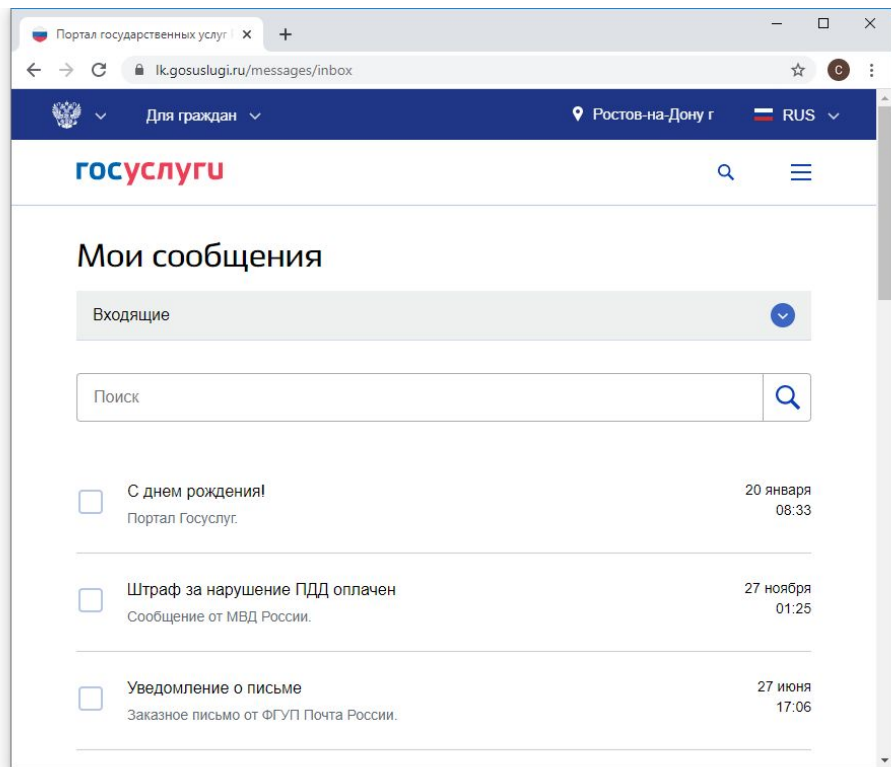 Портал государственных услуг
lk.gosuslugi.ru/messages/inbox
C
Для граждан
Ростов-на-Дону г
RUS
госуслуги
Мои сообщения
Входящие
Поиск
С днем рождения!
20 января
Портал Госуслуг.
08:33
Штраф за нарушение ПДД оплачен
27 ноября
Сообщение от МВД России.
01:25
Уведомление о письме
27 июня
Заказное письмо от ФГУП Почта России.
17:06